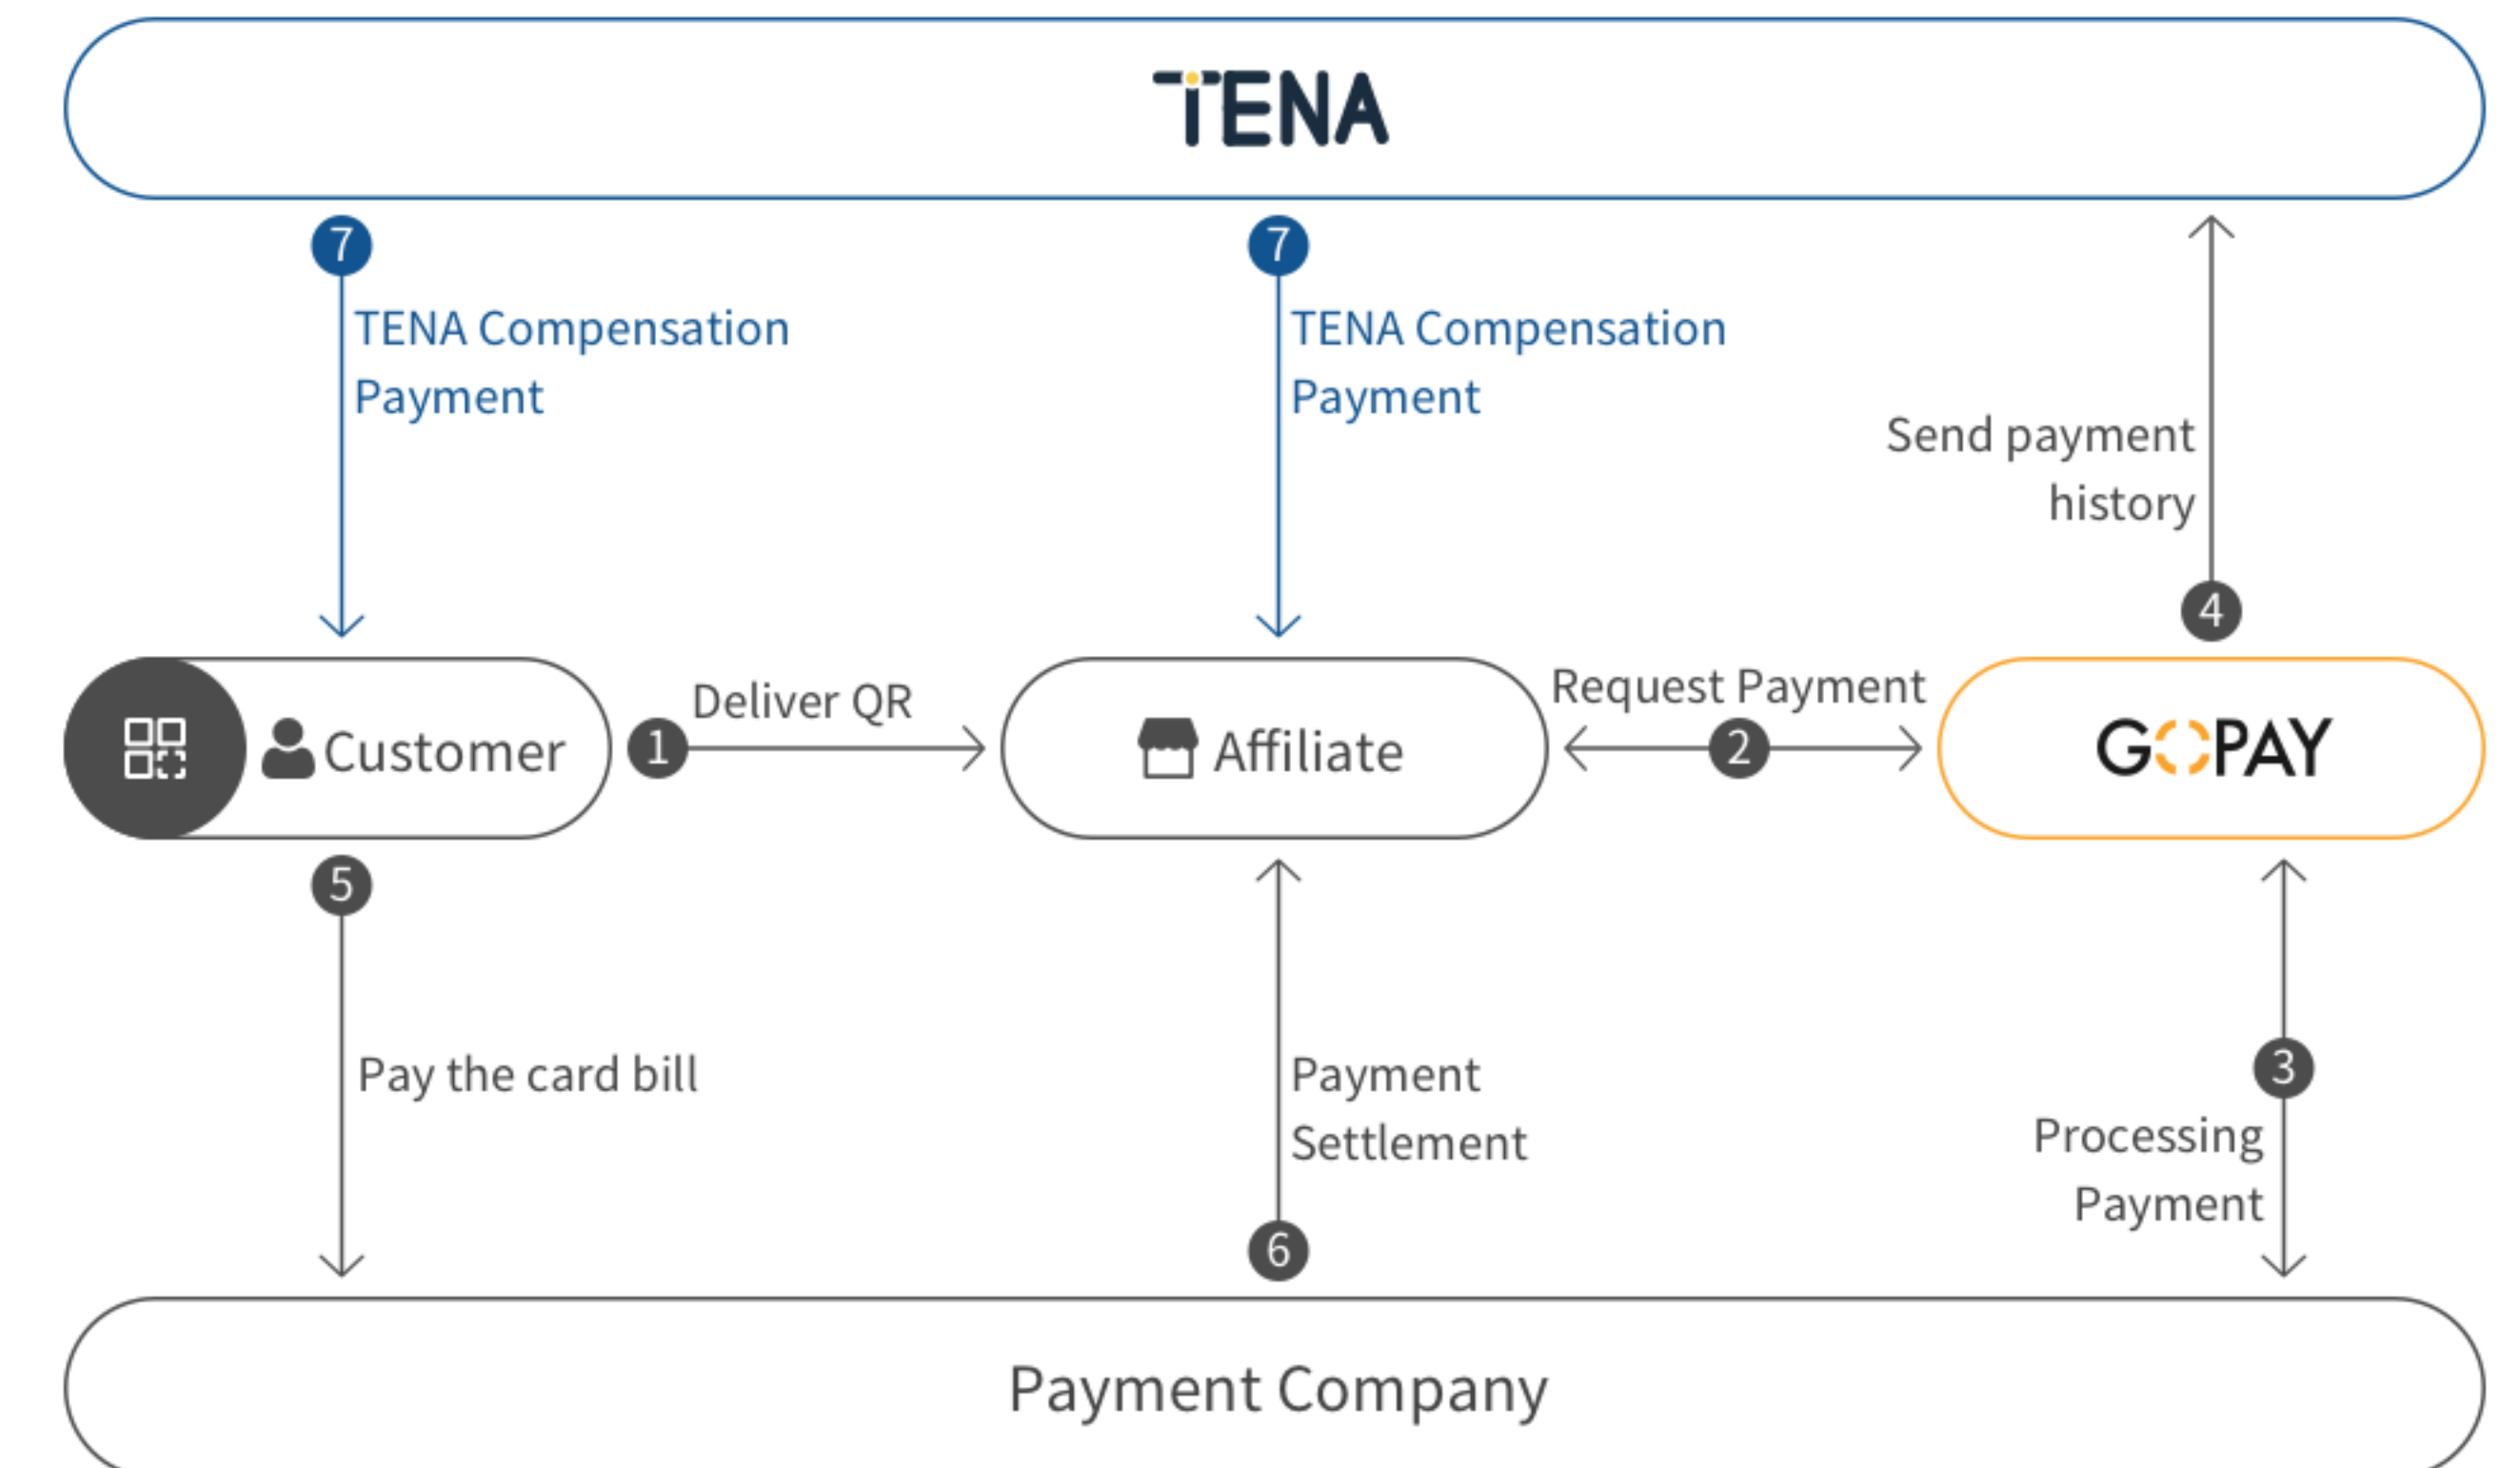 TENA
7
7
TENA Compensation
Payment
TENA Compensation
Payment
Send payment
history
4
Customer
1
Deliver QR
Affiliate
Request Payment
2
GOPAY
5
Pay the card bill
Payment
Settlement
6
3
Processing
Payment
Payment Company